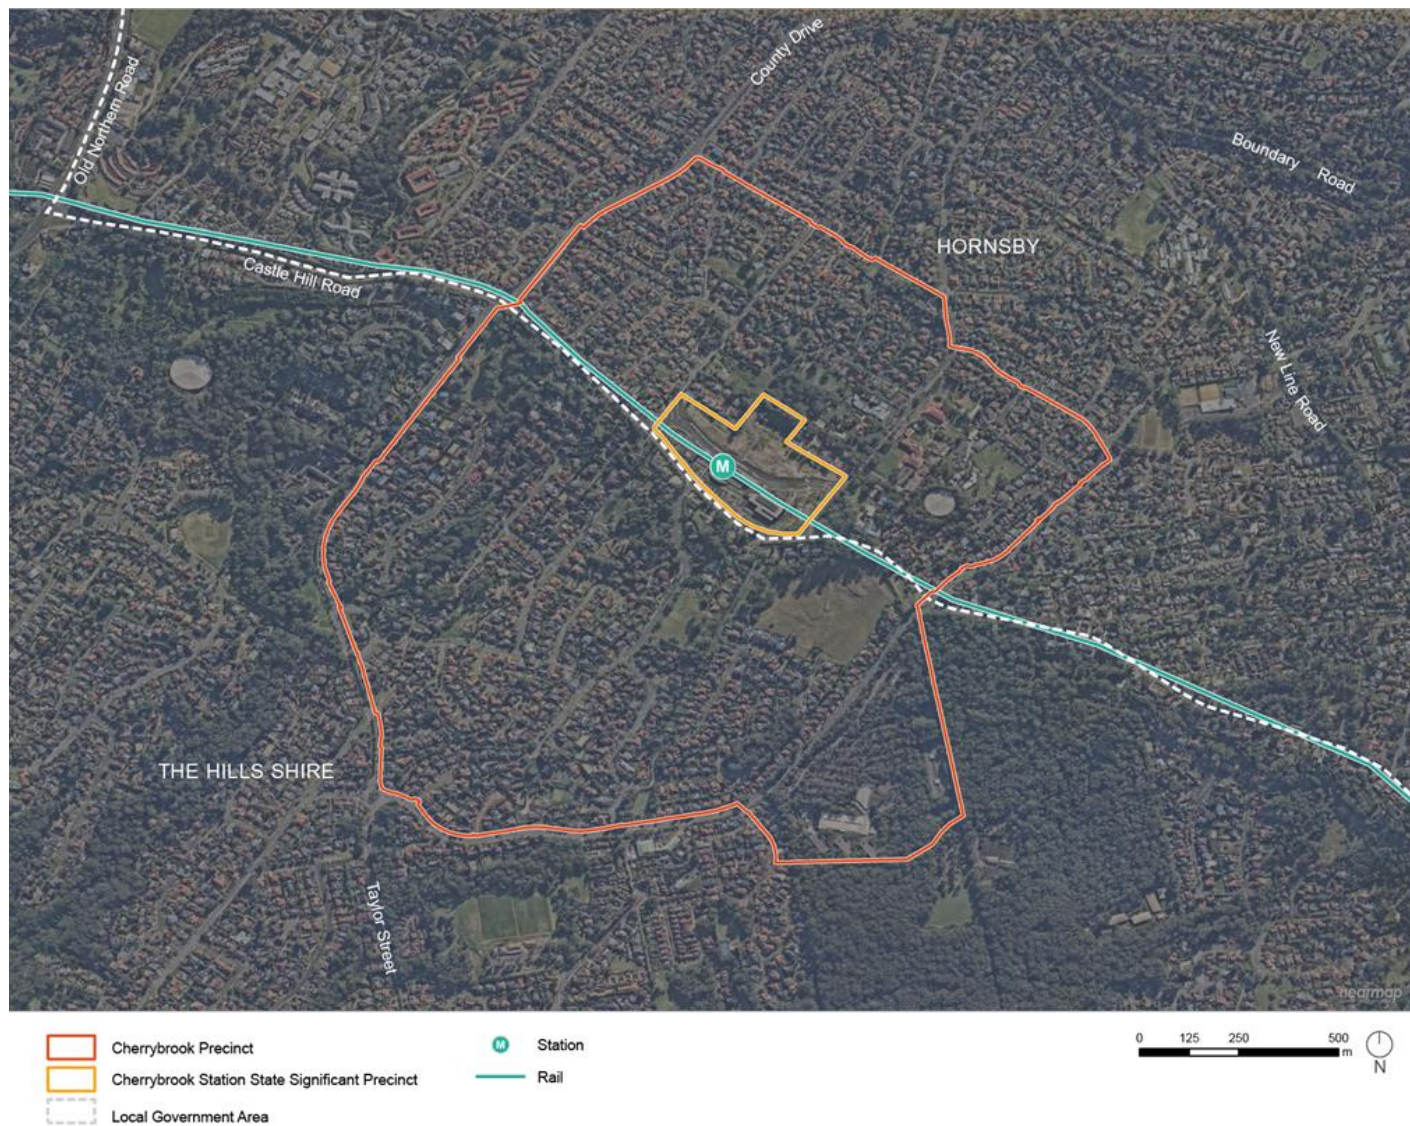 County Drive
Old Northern Road
Boundary Road
HORNSBY
Castle Hill Road
New Line Road
M
THE HILLS SHIRE
Taylor Street
nearmap
Cherrybrook Precinct
Cherrybrook Station State Significant Precinct
Local Government Area
M Station
Rail
0 125 250 500 m
N